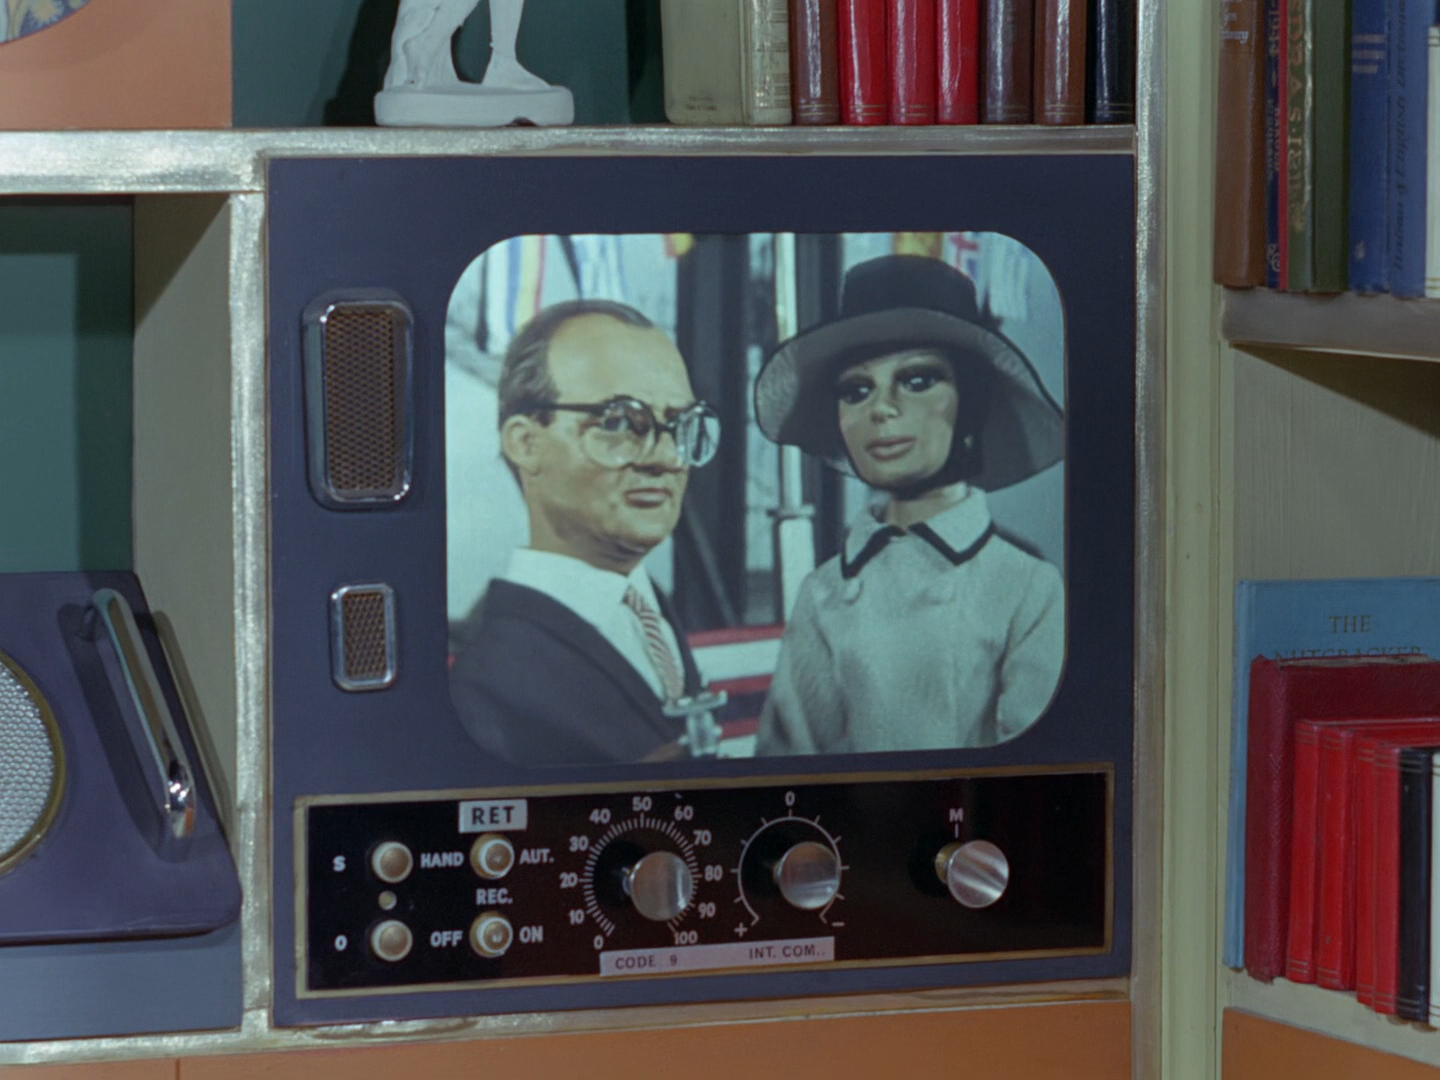 RET
S HAND AUT.
REC.
O OFF ON
0 10 20 30 40 50 60 70 80 90 100
0
+ -
M
CODE 9 INT. COM..
THE
NUTCRACKER